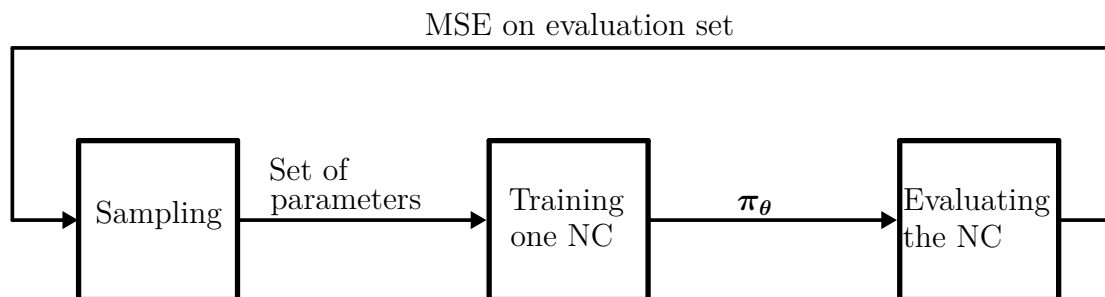 MSE on evaluation set
Sampling
Set of
parameters
Training
one NC
π_θ
Evaluating
the NC